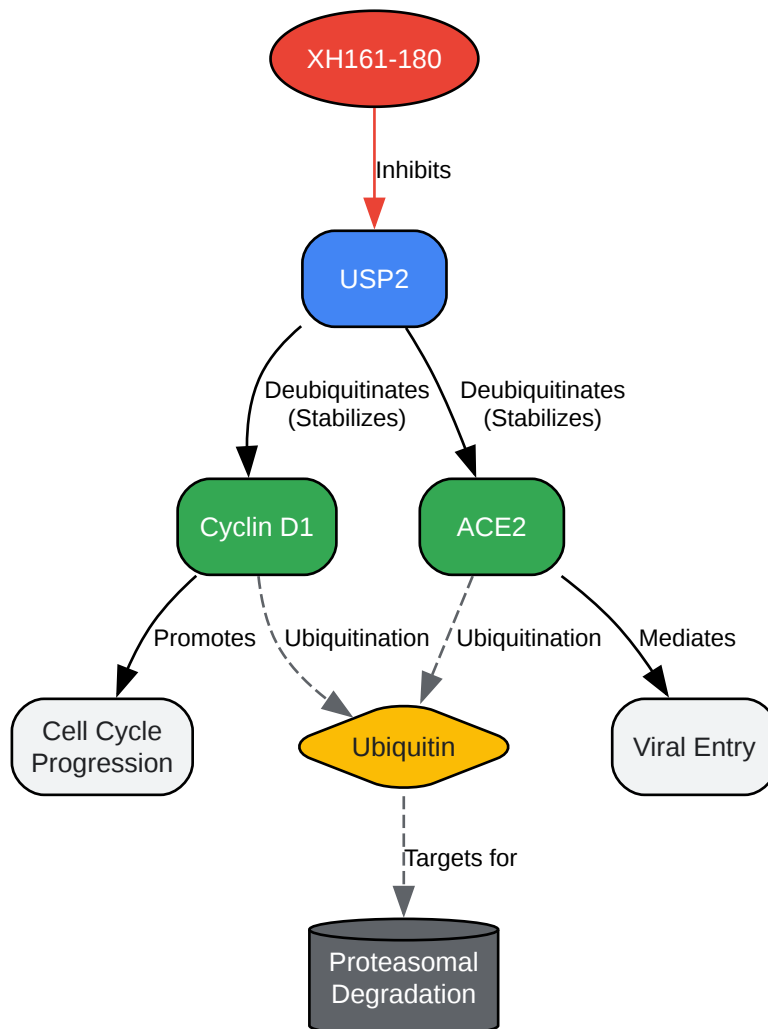 XH161-180
Inhibits
USP2
Deubiquitinates
(Stabilizes)
Deubiquitinates
(Stabilizes)
Cyclin D1
ACE2
Promotes
Ubiquitination
Ubiquitination
Mediates
Cell Cycle
Progression
Ubiquitin
Viral Entry
Targets for
Proteasomal
Degradation